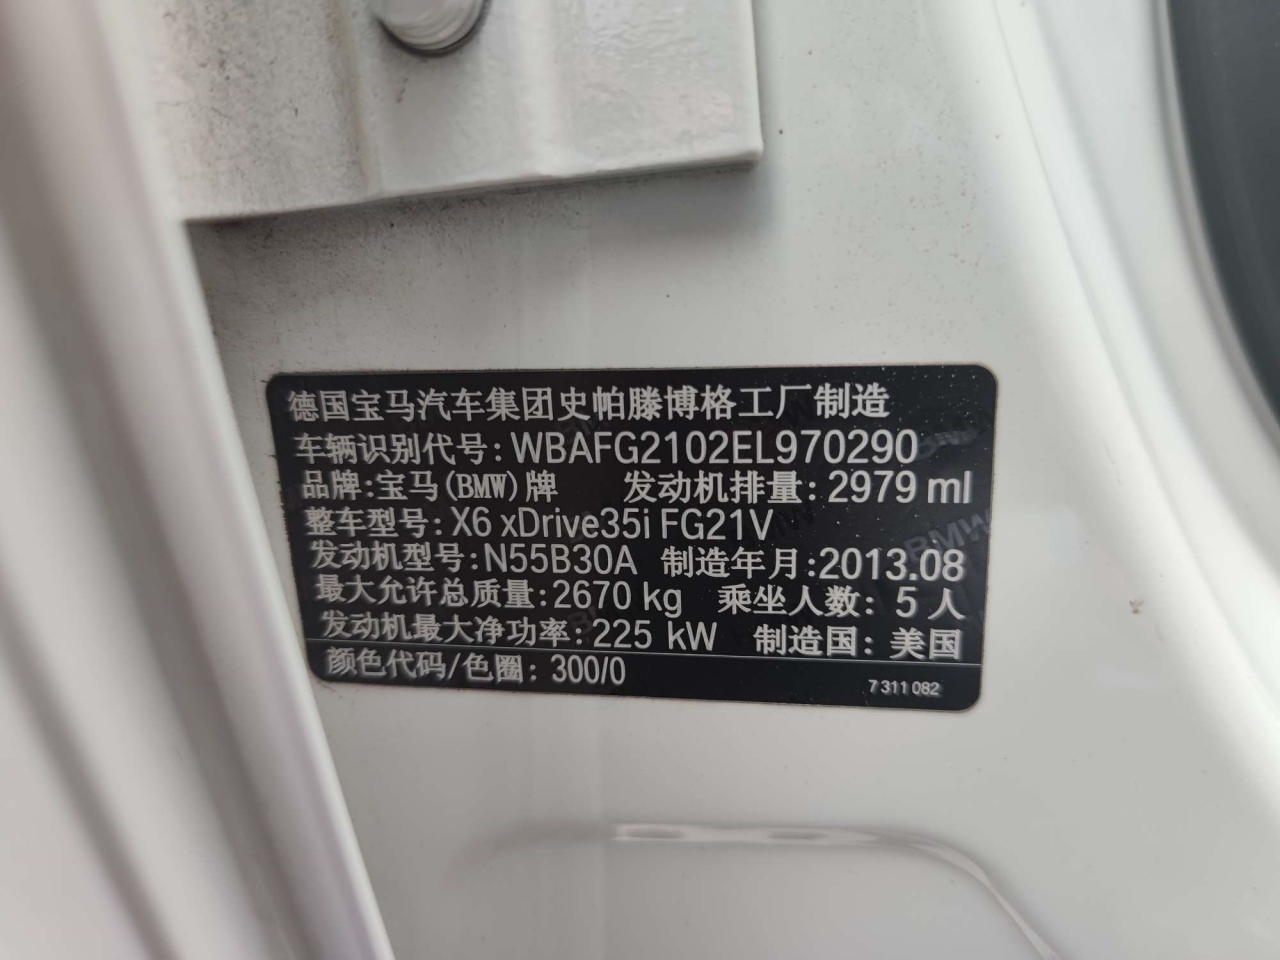 德国宝马汽车集团史帕滕博格工厂制造
车辆识别代号: WBAFG2102EL970290
品牌:宝马(BMW)牌 发动机排量: 2979 ml
整车型号: X6 xDrive35i FG21V
发动机型号: N55B30A 制造年月:2013.08
最大允许总质量:2670 kg 乘坐人数: 5 人
发动机最大净功率: 225 kW 制造国: 美国
颜色代码/色圈: 300/0
7 311 082